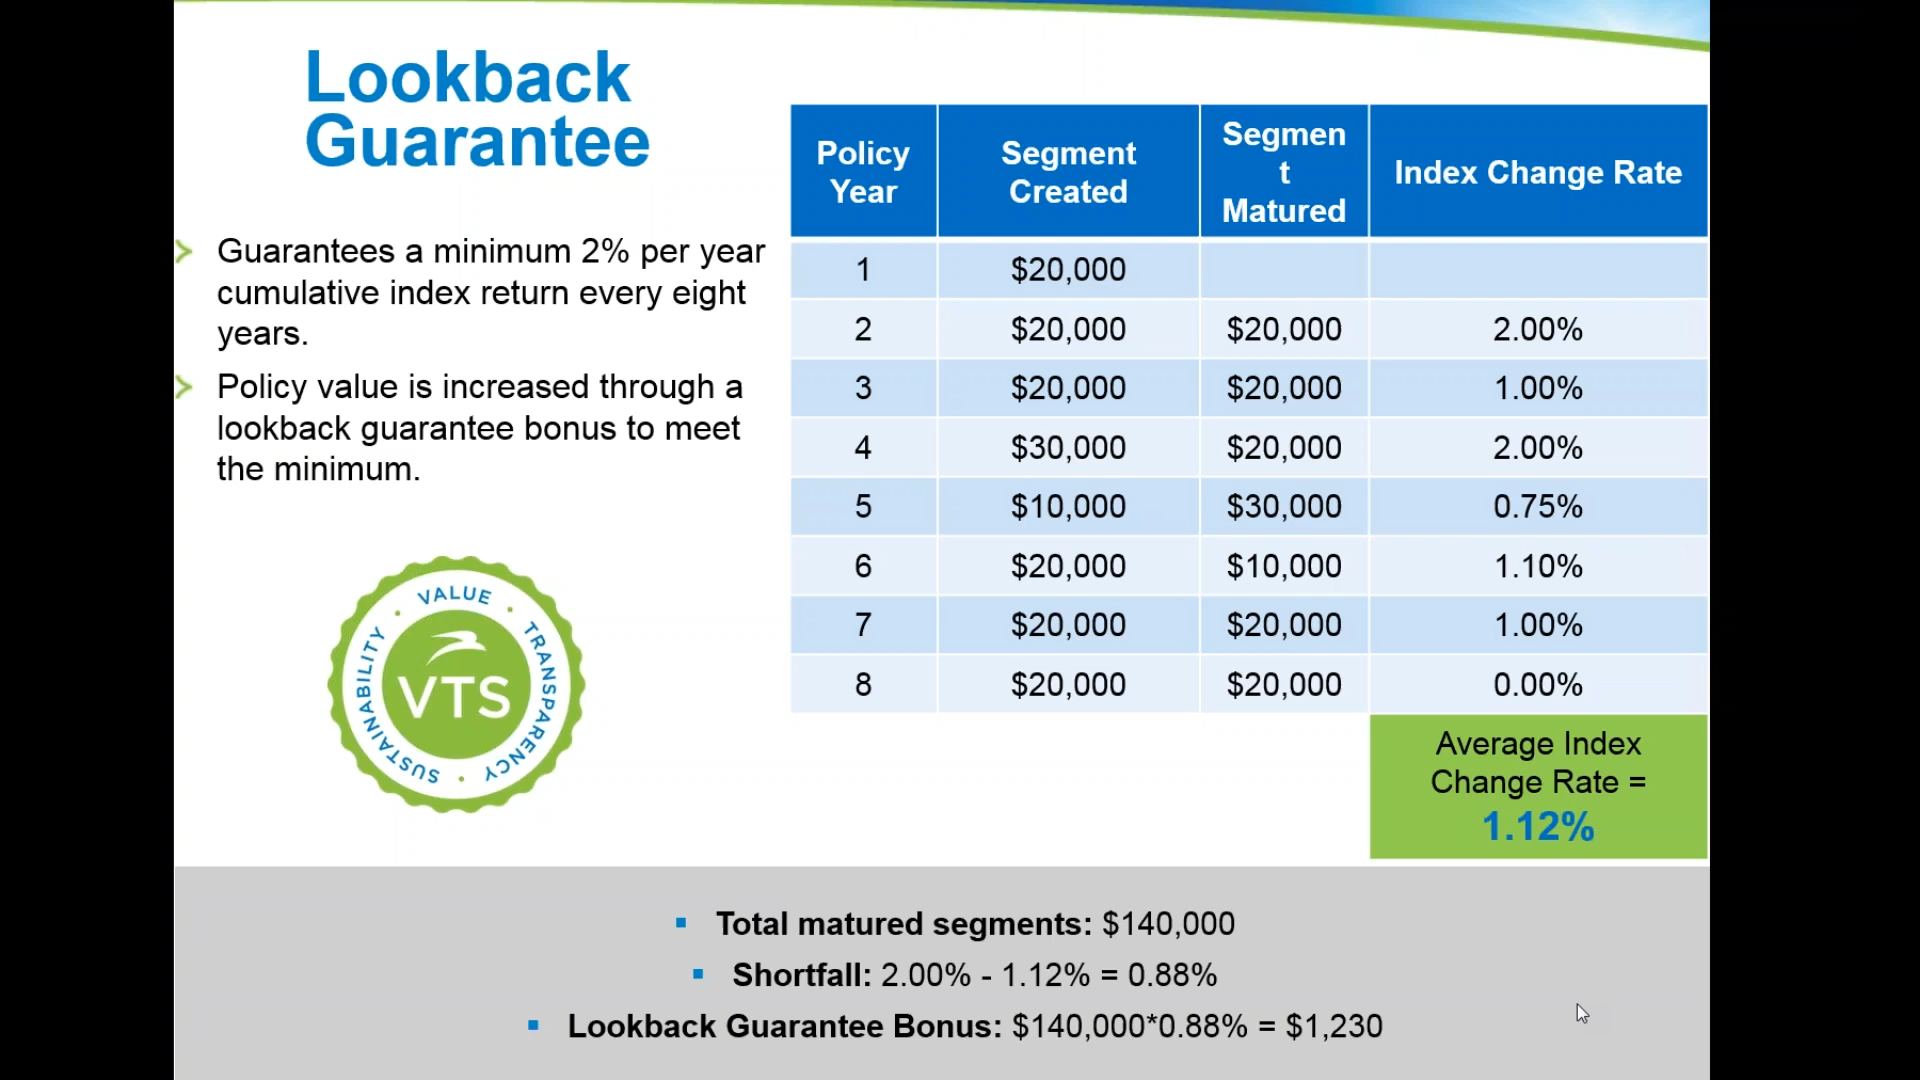 Lookback
Guarantee
Guarantees a minimum 2% per year
cumulative index return every eight
years.
Policy value is increased through a
lookback guarantee bonus to meet
the minimum.
VALUE · TRANSPARENCY · SUSTAINABILITY ·
VTS
Policy
Year
Segment
Created
Segmen
t
Matured
Index Change Rate
1 $20,000
2 $20,000 $20,000 2.00%
3 $20,000 $20,000 1.00%
4 $30,000 $20,000 2.00%
5 $10,000 $30,000 0.75%
6 $20,000 $10,000 1.10%
7 $20,000 $20,000 1.00%
8 $20,000 $20,000 0.00%
Average Index
Change Rate =
1.12%
Total matured segments: $140,000
Shortfall: 2.00% - 1.12% = 0.88%
Lookback Guarantee Bonus: $140,000*0.88% = $1,230